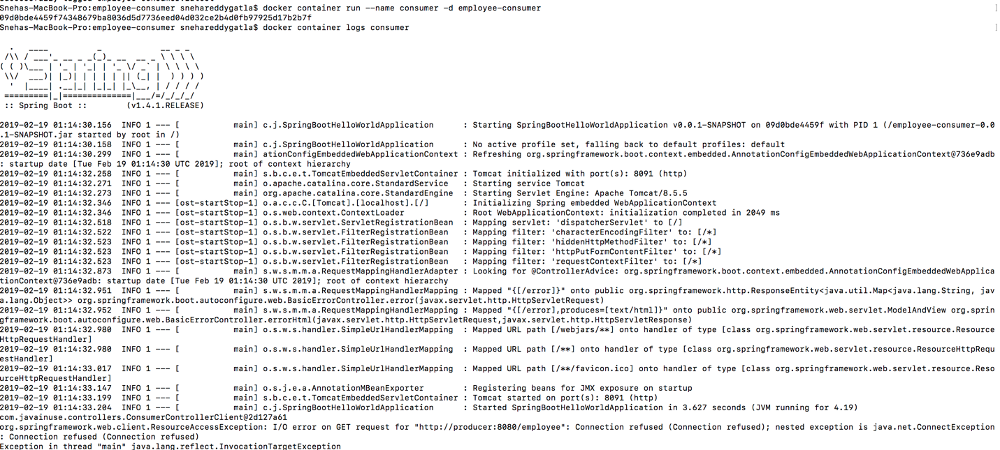 Snehas-MacBook-Pro:employee-consumer snehareddygatla$ docker container run --name consumer -d employee-consumer ]
09d0bde4459f74348679ba8036d5d7736eed04d032ce2b4d0fb97925d17b2b7f
Snehas-MacBook-Pro:employee-consumer snehareddygatla$ docker container logs consumer ]
  .   ____          _            __ _ _
 /\\ / ___'_ __ _ _(_)_ __  __ _ \ \ \ \
( ( )\___ | '_ | '_| | '_ \/ _` | \ \ \ \
 \\/  ___)| |_)| | | | | || (_| |  ) ) ) )
  '  |____| .__|_| |_|_| |_\__, | / / / /
 =========|_|==============|___/=/_/_/_/
 :: Spring Boot ::        (v1.4.1.RELEASE)
2019-02-19 01:14:30.156  INFO 1 --- [           main] c.j.SpringBootHelloWorldApplication      : Starting SpringBootHelloWorldApplication v0.0.1-SNAPSHOT on 09d0bde4459f with PID 1 (/employee-consumer-0.0
.1-SNAPSHOT.jar started by root in /)
2019-02-19 01:14:30.158  INFO 1 --- [           main] c.j.SpringBootHelloWorldApplication      : No active profile set, falling back to default profiles: default
2019-02-19 01:14:30.299  INFO 1 --- [           main] ationConfigEmbeddedWebApplicationContext : Refreshing org.springframework.boot.context.embedded.AnnotationConfigEmbeddedWebApplicationContext@736e9adb
: startup date [Tue Feb 19 01:14:30 UTC 2019]; root of context hierarchy
2019-02-19 01:14:32.258  INFO 1 --- [           main] s.b.c.e.t.TomcatEmbeddedServletContainer : Tomcat initialized with port(s): 8091 (http)
2019-02-19 01:14:32.271  INFO 1 --- [           main] o.apache.catalina.core.StandardService   : Starting service Tomcat
2019-02-19 01:14:32.273  INFO 1 --- [           main] org.apache.catalina.core.StandardEngine  : Starting Servlet Engine: Apache Tomcat/8.5.5
2019-02-19 01:14:32.346  INFO 1 --- [ost-startStop-1] o.a.c.c.C.[Tomcat].[localhost].[/]       : Initializing Spring embedded WebApplicationContext
2019-02-19 01:14:32.346  INFO 1 --- [ost-startStop-1] o.s.web.context.ContextLoader            : Root WebApplicationContext: initialization completed in 2049 ms
2019-02-19 01:14:32.518  INFO 1 --- [ost-startStop-1] o.s.b.w.servlet.ServletRegistrationBean  : Mapping servlet: 'dispatcherServlet' to [/]
2019-02-19 01:14:32.522  INFO 1 --- [ost-startStop-1] o.s.b.w.servlet.FilterRegistrationBean   : Mapping filter: 'characterEncodingFilter' to: [/*]
2019-02-19 01:14:32.523  INFO 1 --- [ost-startStop-1] o.s.b.w.servlet.FilterRegistrationBean   : Mapping filter: 'hiddenHttpMethodFilter' to: [/*]
2019-02-19 01:14:32.523  INFO 1 --- [ost-startStop-1] o.s.b.w.servlet.FilterRegistrationBean   : Mapping filter: 'httpPutFormContentFilter' to: [/*]
2019-02-19 01:14:32.523  INFO 1 --- [ost-startStop-1] o.s.b.w.servlet.FilterRegistrationBean   : Mapping filter: 'requestContextFilter' to: [/*]
2019-02-19 01:14:32.873  INFO 1 --- [           main] s.w.s.m.m.a.RequestMappingHandlerAdapter : Looking for @ControllerAdvice: org.springframework.boot.context.embedded.AnnotationConfigEmbeddedWebApplica
tionContext@736e9adb: startup date [Tue Feb 19 01:14:30 UTC 2019]; root of context hierarchy
2019-02-19 01:14:32.951  INFO 1 --- [           main] s.w.s.m.m.a.RequestMappingHandlerMapping : Mapped "{[/error]}" onto public org.springframework.http.ResponseEntity<java.util.Map<java.lang.String, jav
a.lang.Object>> org.springframework.boot.autoconfigure.web.BasicErrorController.error(javax.servlet.http.HttpServletRequest)
2019-02-19 01:14:32.952  INFO 1 --- [           main] s.w.s.m.m.a.RequestMappingHandlerMapping : Mapped "{[/error],produces=[text/html]}" onto public org.springframework.web.servlet.ModelAndView org.sprin
gframework.boot.autoconfigure.web.BasicErrorController.errorHtml(javax.servlet.http.HttpServletRequest,javax.servlet.http.HttpServletResponse)
2019-02-19 01:14:32.980  INFO 1 --- [           main] o.s.w.s.handler.SimpleUrlHandlerMapping  : Mapped URL path [/webjars/**] onto handler of type [class org.springframework.web.servlet.resource.Resource
HttpRequestHandler]
2019-02-19 01:14:32.980  INFO 1 --- [           main] o.s.w.s.handler.SimpleUrlHandlerMapping  : Mapped URL path [/**] onto handler of type [class org.springframework.web.servlet.resource.ResourceHttpRequ
estHandler]
2019-02-19 01:14:33.017  INFO 1 --- [           main] o.s.w.s.handler.SimpleUrlHandlerMapping  : Mapped URL path [/**/favicon.ico] onto handler of type [class org.springframework.web.servlet.resource.Reso
urceHttpRequestHandler]
2019-02-19 01:14:33.147  INFO 1 --- [           main] o.s.j.e.a.AnnotationMBeanExporter        : Registering beans for JMX exposure on startup
2019-02-19 01:14:33.199  INFO 1 --- [           main] s.b.c.e.t.TomcatEmbeddedServletContainer : Tomcat started on port(s): 8091 (http)
2019-02-19 01:14:33.204  INFO 1 --- [           main] c.j.SpringBootHelloWorldApplication      : Started SpringBootHelloWorldApplication in 3.627 seconds (JVM running for 4.19)
com.javainuse.controllers.ConsumerControllerClient@2d127a61
org.springframework.web.client.ResourceAccessException: I/O error on GET request for "http://producer:8080/employee": Connection refused (Connection refused); nested exception is java.net.ConnectException
: Connection refused (Connection refused)
Exception in thread "main" java.lang.reflect.InvocationTargetException